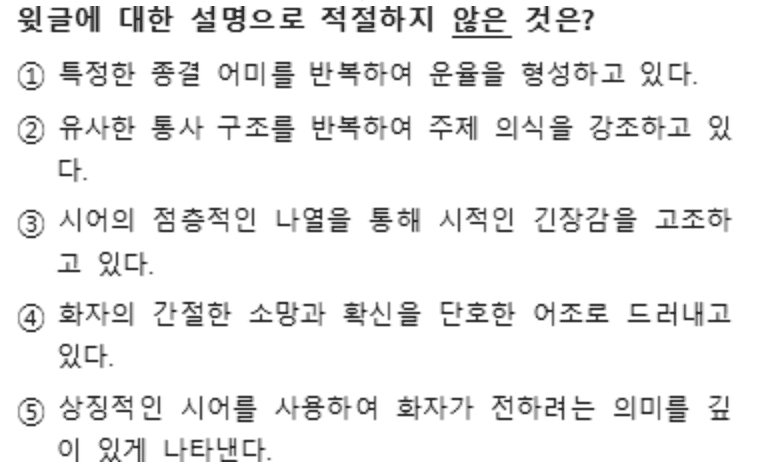 윗글에 대한 설명으로 적절하지 않은 것은?
① 특정한 종결 어미를 반복하여 운율을 형성하고 있다.
② 유사한 통사 구조를 반복하여 주제 의식을 강조하고 있
다.
③ 시어의 점층적인 나열을 통해 시적인 긴장감을 고조하
고 있다.
④ 화자의 간절한 소망과 확신을 단호한 어조로 드러내고
있다.
⑤ 상징적인 시어를 사용하여 화자가 전하려는 의미를 깊
이 있게 나타낸다.